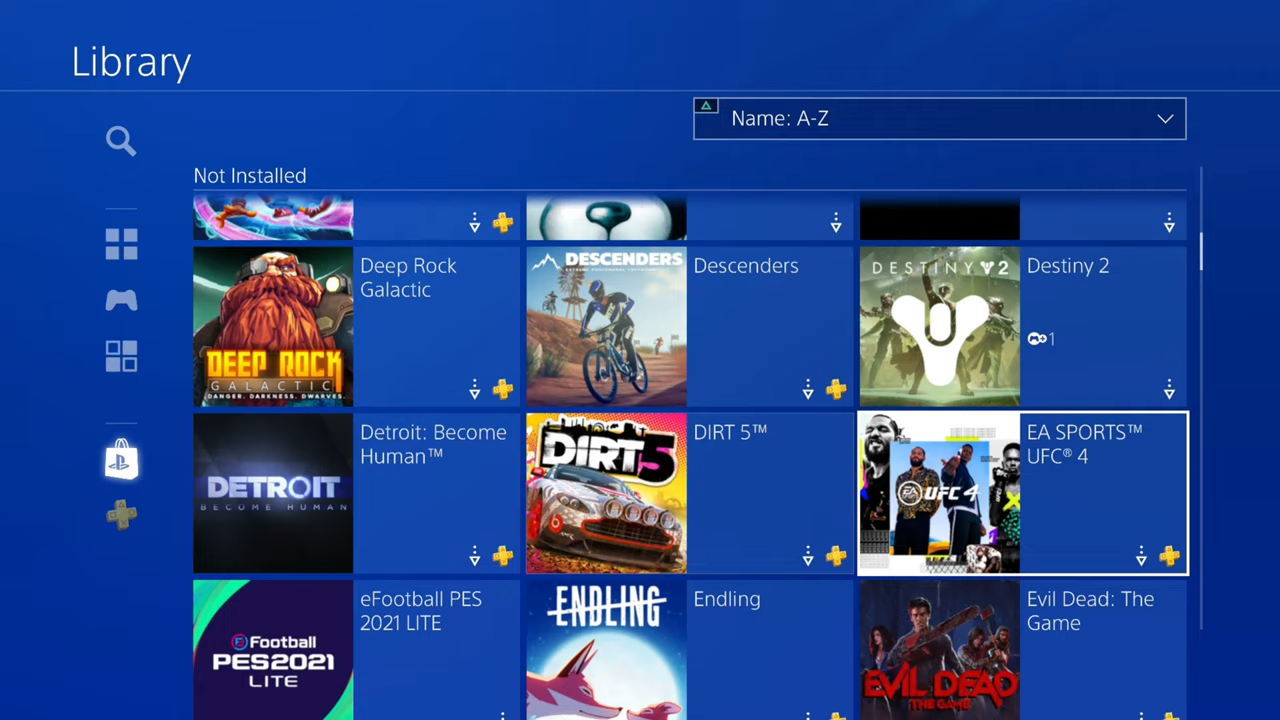 Library
Name: A-Z
Not Installed
DEEP ROCK
GALACTIC
DANGER. DARKNESS. DWARVES.
Deep Rock
Galactic
DESCENDERS
Descenders
DESTINY 2
Destiny 2
1
DETROIT
BECOME HUMAN
Detroit: Become
Human™
DIRT5
DIRT 5™
EA UFC 4
EA SPORTS™
UFC® 4
eFootball
PES2021
LITE
eFootball PES
2021 LITE
ENDLING
Endling
EVIL DEAD
THE GAME
Evil Dead: The
Game